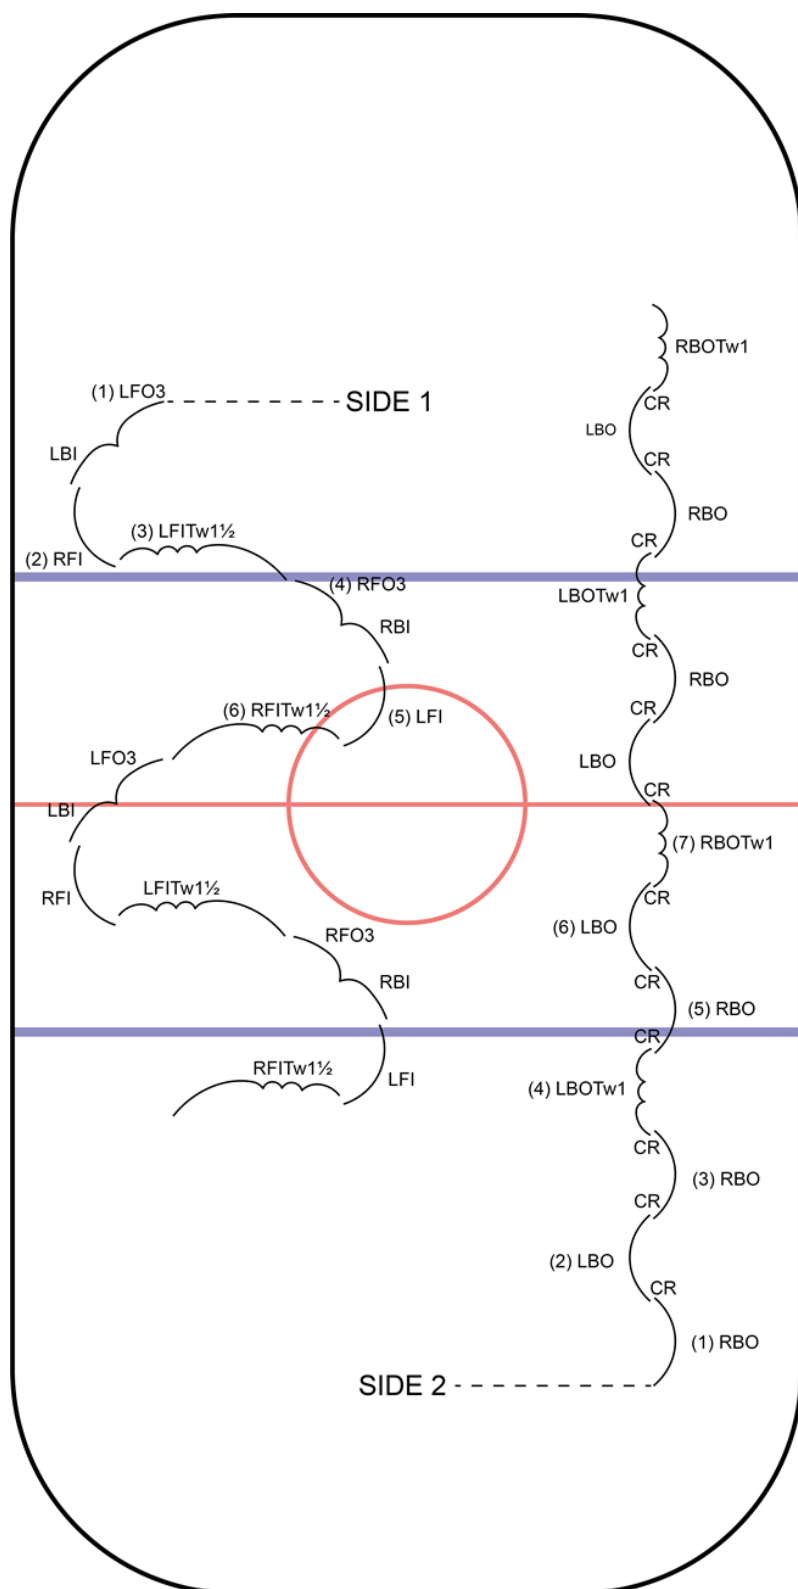 (1) LFO3
SIDE 1
LBI
(2) RFI
(3) LFITw1½
(4) RFO3
RBI
(5) LFI
(6) RFITw1½
LFO3
LBI
RFI
LFITw1½
RFO3
RBI
LFI
RFITw1½
RBOTw1
CR
LBO
CR
RBO
CR
LBOTw1
CR
RBO
CR
LBO
CR
(7) RBOTw1
CR
(6) LBO
CR
(5) RBO
CR
(4) LBOTw1
CR
(3) RBO
CR
(2) LBO
CR
(1) RBO
SIDE 2